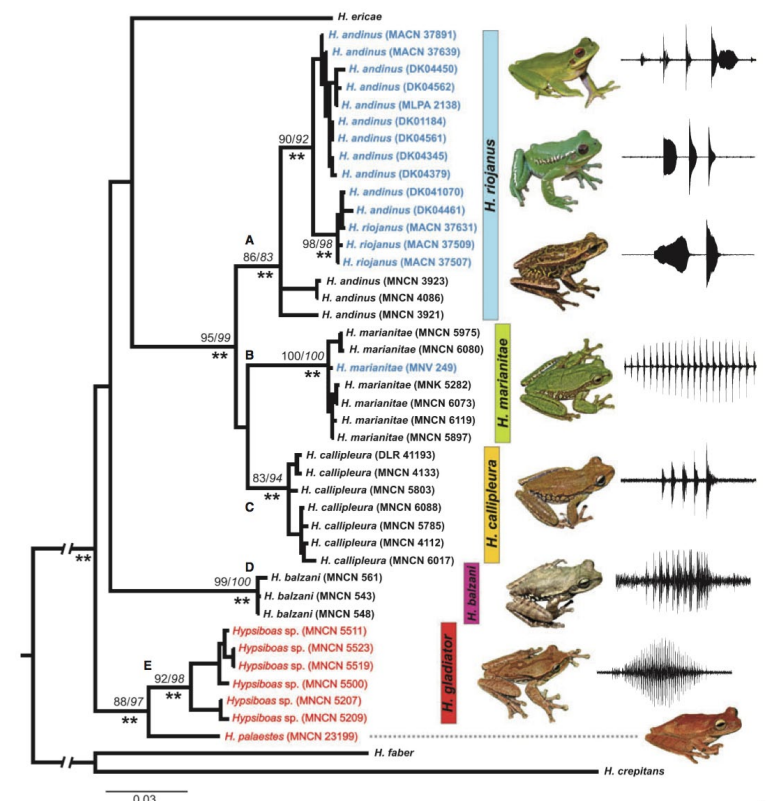 H. ericae
H. andinus (MACN 37891)
H. andinus (MACN 37639)
H. andinus (DK04450)
H. andinus (DK04562)
H. andinus (MLPA 2138)
H. andinus (DK01184)
H. andinus (DK04561)
90/92
**
H. andinus (DK04345)
H. andinus (DK04379)
H. andinus (DK041070)
H. andinus (DK04461)
H. riojanus (MACN 37631)
98/98
**
H. riojanus (MACN 37509)
H. riojanus (MACN 37507)
A
86/83
**
H. andinus (MNCN 3923)
H. andinus (MNCN 4086)
H. andinus (MNCN 3921)
H. riojanus
95/99
**
B
100/100
**
H. marianitae (MNCN 5975)
H. marianitae (MNCN 6080)
H. marianitae (MNV 249)
H. marianitae (MNK 5282)
H. marianitae (MNCN 6073)
H. marianitae (MNCN 6119)
H. marianitae (MNCN 5897)
H. marianitae
83/94
**
C
H. callipleura (DLR 41193)
H. callipleura (MNCN 4133)
H. callipleura (MNCN 5803)
H. callipleura (MNCN 6088)
H. callipleura (MNCN 5785)
H. callipleura (MNCN 4112)
H. callipleura (MNCN 6017)
H. callipleura
**
D
99/100
**
H. balzani (MNCN 561)
H. balzani (MNCN 543)
H. balzani (MNCN 548)
H. balzani
E
92/98
**
88/97
**
Hypsiboas sp. (MNCN 5511)
Hypsiboas sp. (MNCN 5523)
Hypsiboas sp. (MNCN 5519)
Hypsiboas sp. (MNCN 5500)
Hypsiboas sp. (MNCN 5207)
Hypsiboas sp. (MNCN 5209)
H. gladiator
H. palaestes (MNCN 23199)
H. faber
H. crepitans
0.03